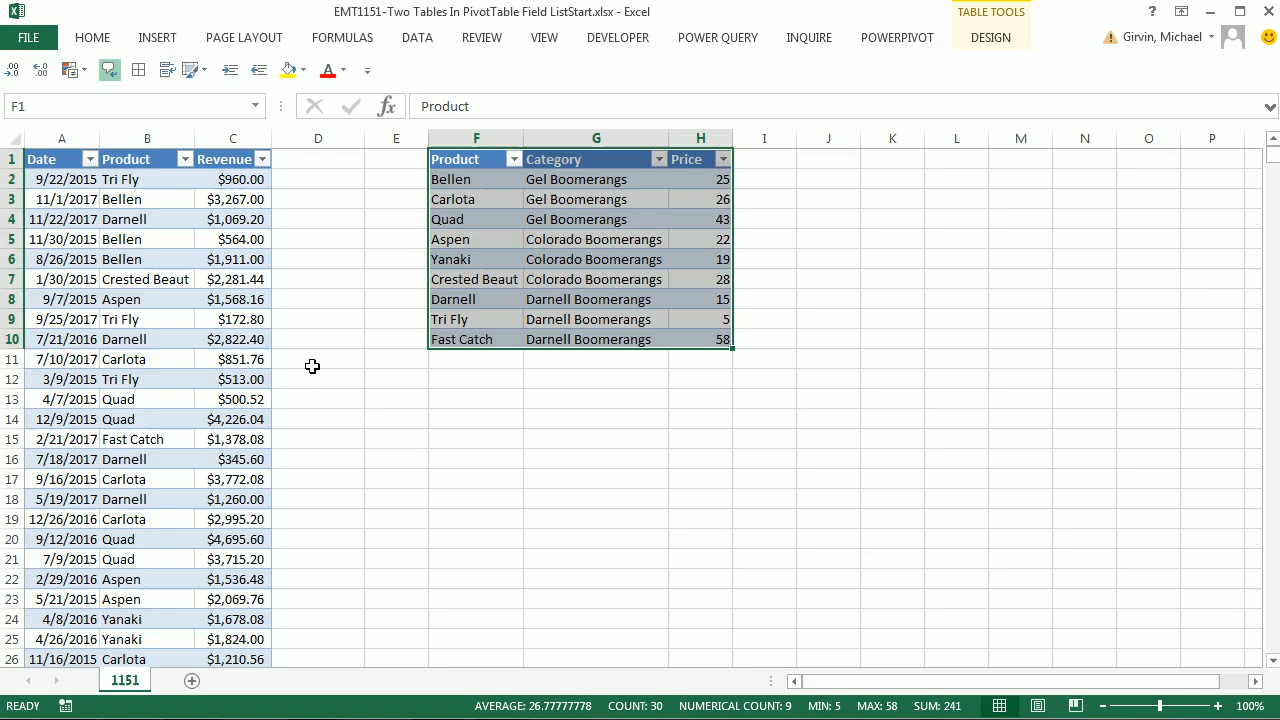 EMT1151-Two Tables In PivotTable Field ListStart.xlsx - Excel
TABLE TOOLS
FILE HOME INSERT PAGE LAYOUT FORMULAS DATA REVIEW VIEW DEVELOPER POWER QUERY INQUIRE POWERPIVOT DESIGN Girvin, Michael
F1 fx Product
A B C D E F G H I J K L M N O P
1 Date Product Revenue Product Category Price
2 9/22/2015 Tri Fly $960.00 Bellen Gel Boomerangs 25
3 11/1/2017 Bellen $3,267.00 Carlota Gel Boomerangs 26
4 11/22/2017 Darnell $1,069.20 Quad Gel Boomerangs 43
5 11/30/2015 Bellen $564.00 Aspen Colorado Boomerangs 22
6 8/26/2015 Bellen $1,911.00 Yanaki Colorado Boomerangs 19
7 1/30/2015 Crested Beaut $2,281.44 Crested Beaut Colorado Boomerangs 28
8 9/7/2015 Aspen $1,568.16 Darnell Darnell Boomerangs 15
9 9/25/2017 Tri Fly $172.80 Tri Fly Darnell Boomerangs 5
10 7/21/2016 Darnell $2,822.40 Fast Catch Darnell Boomerangs 58
11 7/10/2017 Carlota $851.76
12 3/9/2015 Tri Fly $513.00
13 4/7/2015 Quad $500.52
14 12/9/2015 Quad $4,226.04
15 2/21/2017 Fast Catch $1,378.08
16 7/18/2017 Darnell $345.60
17 9/16/2015 Carlota $3,772.08
18 5/19/2017 Darnell $1,260.00
19 12/26/2016 Carlota $2,995.20
20 9/12/2016 Quad $4,695.60
21 7/9/2015 Quad $3,715.20
22 2/29/2016 Aspen $1,536.48
23 5/21/2015 Aspen $2,069.76
24 4/8/2016 Yanaki $1,678.08
25 4/26/2016 Yanaki $1,824.00
26 11/16/2015 Carlota $1,210.56
1151
READY AVERAGE: 26.77777778 COUNT: 30 NUMERICAL COUNT: 9 MIN: 5 MAX: 58 SUM: 241 100%